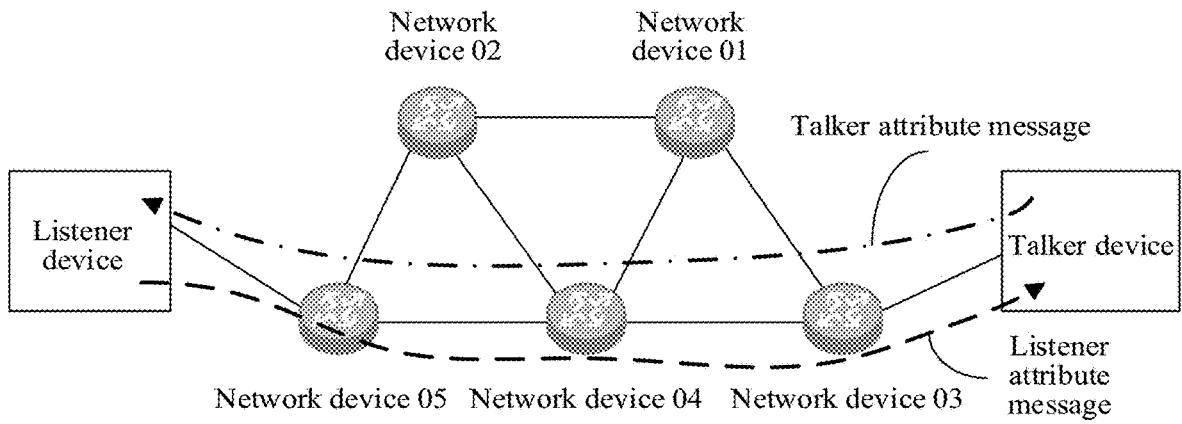 Network
device 02
Network
device 01
Talker attribute message
Listener
device
Talker device
Network device 05
Network device 04
Network device 03
Listener
attribute
message